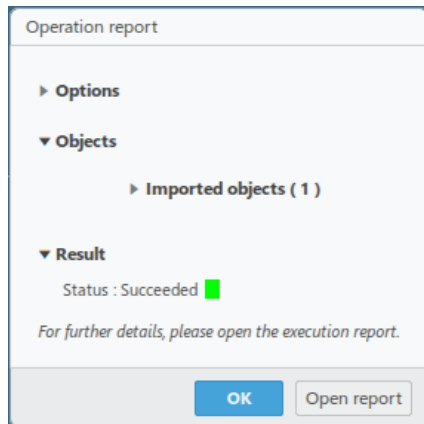 Operation report
Options
Objects
Imported objects ( 1 )
Result
Status : Succeeded
For further details, please open the execution report.
OK
Open report